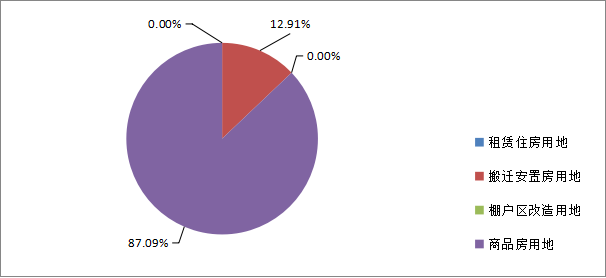 0.00%
12.91%
0.00%
87.09%
租赁住房用地
搬迁安置房用地
棚户区改造用地
商品房用地